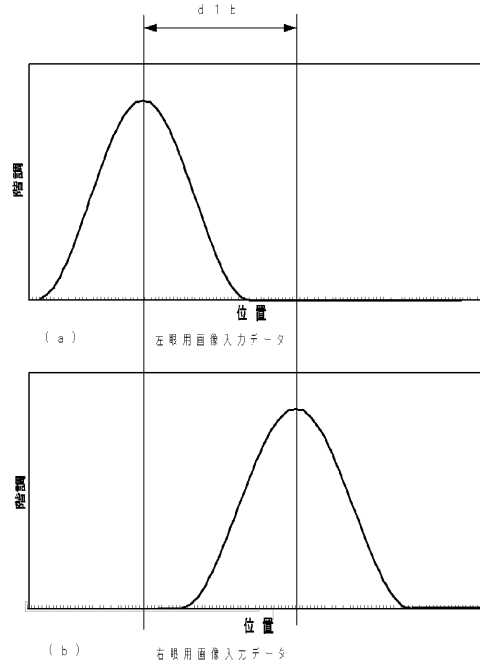 d1b
階調
位置
(a) 左眼用画像入力データ
階調
位置
(b) 右眼用画像入力データ